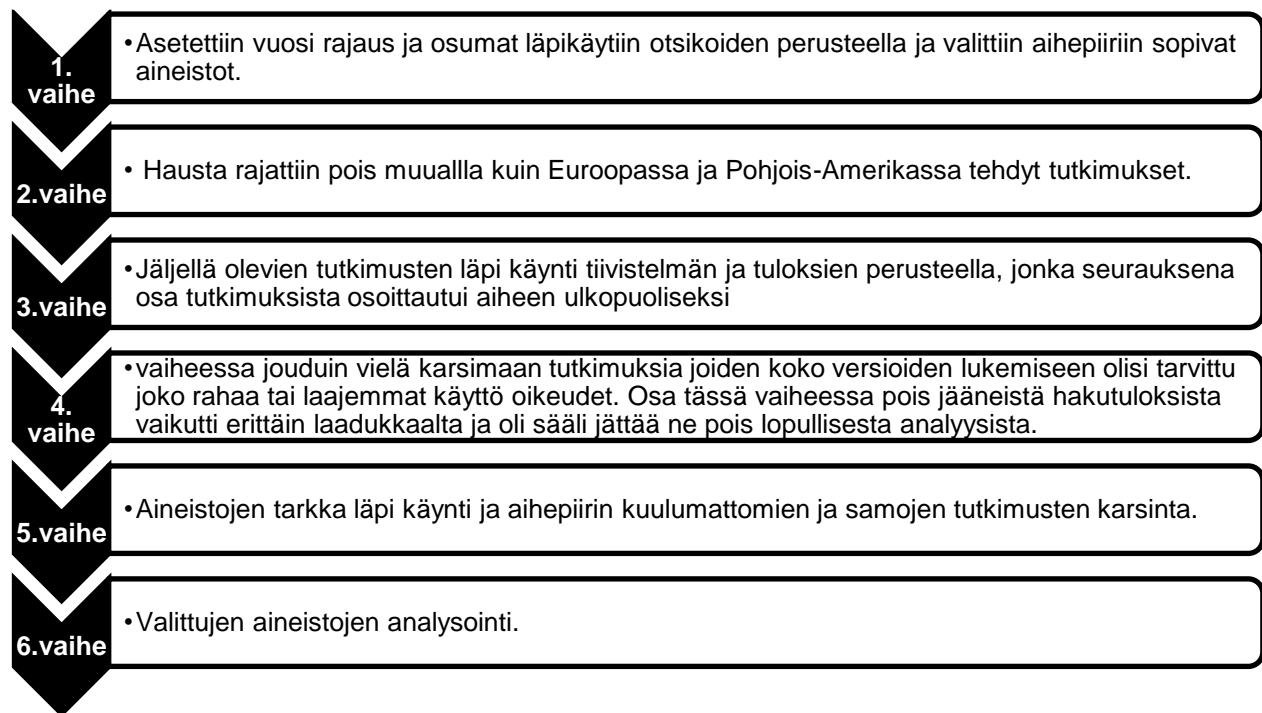 1.
vaihe
•Asetettiin vuosi rajaus ja osumat läpikäytiin otsikoiden perusteella ja valittiin aihepiiriin sopivat
aineistot.
2.vaihe
• Hausta rajattiin pois muuallla kuin Euroopassa ja Pohjois-Amerikassa tehdyt tutkimukset.
3.vaihe
•Jäljellä olevien tutkimusten läpi käynti tiivistelmän ja tuloksien perusteella, jonka seurauksena
osa tutkimuksista osoittautui aiheen ulkopuoliseksi
4.
vaihe
•vaiheessa jouduin vielä karsimaan tutkimuksia joiden koko versioiden lukemiseen olisi tarvittu
joko rahaa tai laajemmat käyttö oikeudet. Osa tässä vaiheessa pois jääneistä hakutuloksista
vaikutti erittäin laadukkaalta ja oli sääli jättää ne pois lopullisesta analyysista.
5.vaihe
•Aineistojen tarkka läpi käynti ja aihepiirin kuulumattomien ja samojen tutkimusten karsinta.
6.vaihe
•Valittujen aineistojen analysointi.